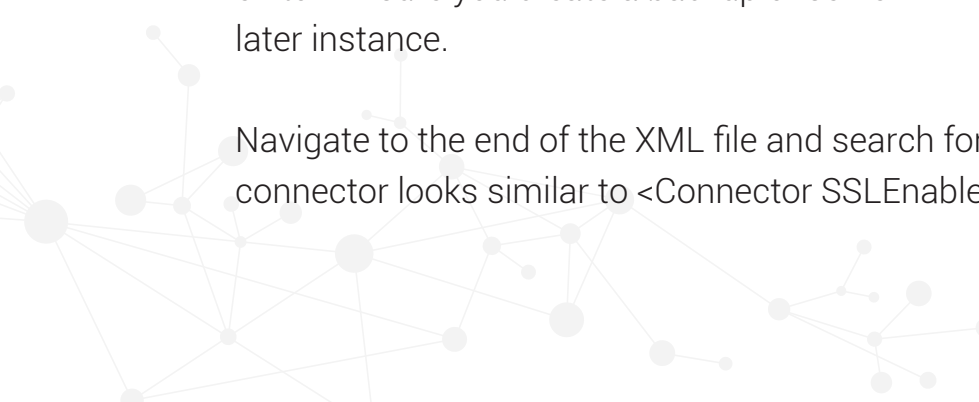 later instance.
Navigate to the end of the XML file and search for
connector looks similar to <Connector SSLEnable